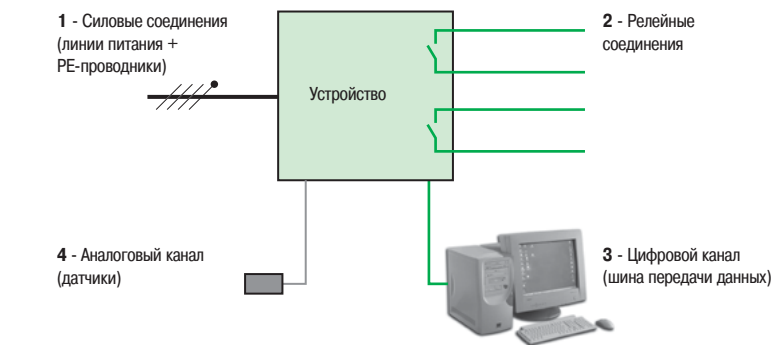 1 - Силовые соединения
(линии питания +
PE-проводники)
2 - Релейные
соединения
Устройство
4 - Аналоговый канал
(датчики)
3 - Цифровой канал
(шина передачи данных)